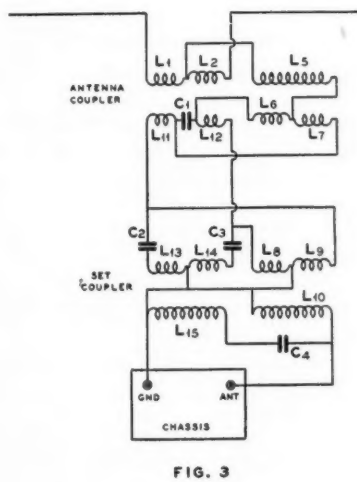 L1 L2 L5
ANTENNA
COUPLER
C1 L6
L11 L12 L7
C2 C3
L13 L14 L8 L9
SET
COUPLER
L10
L15
C4
GND ANT
CHASSIS
FIG. 3